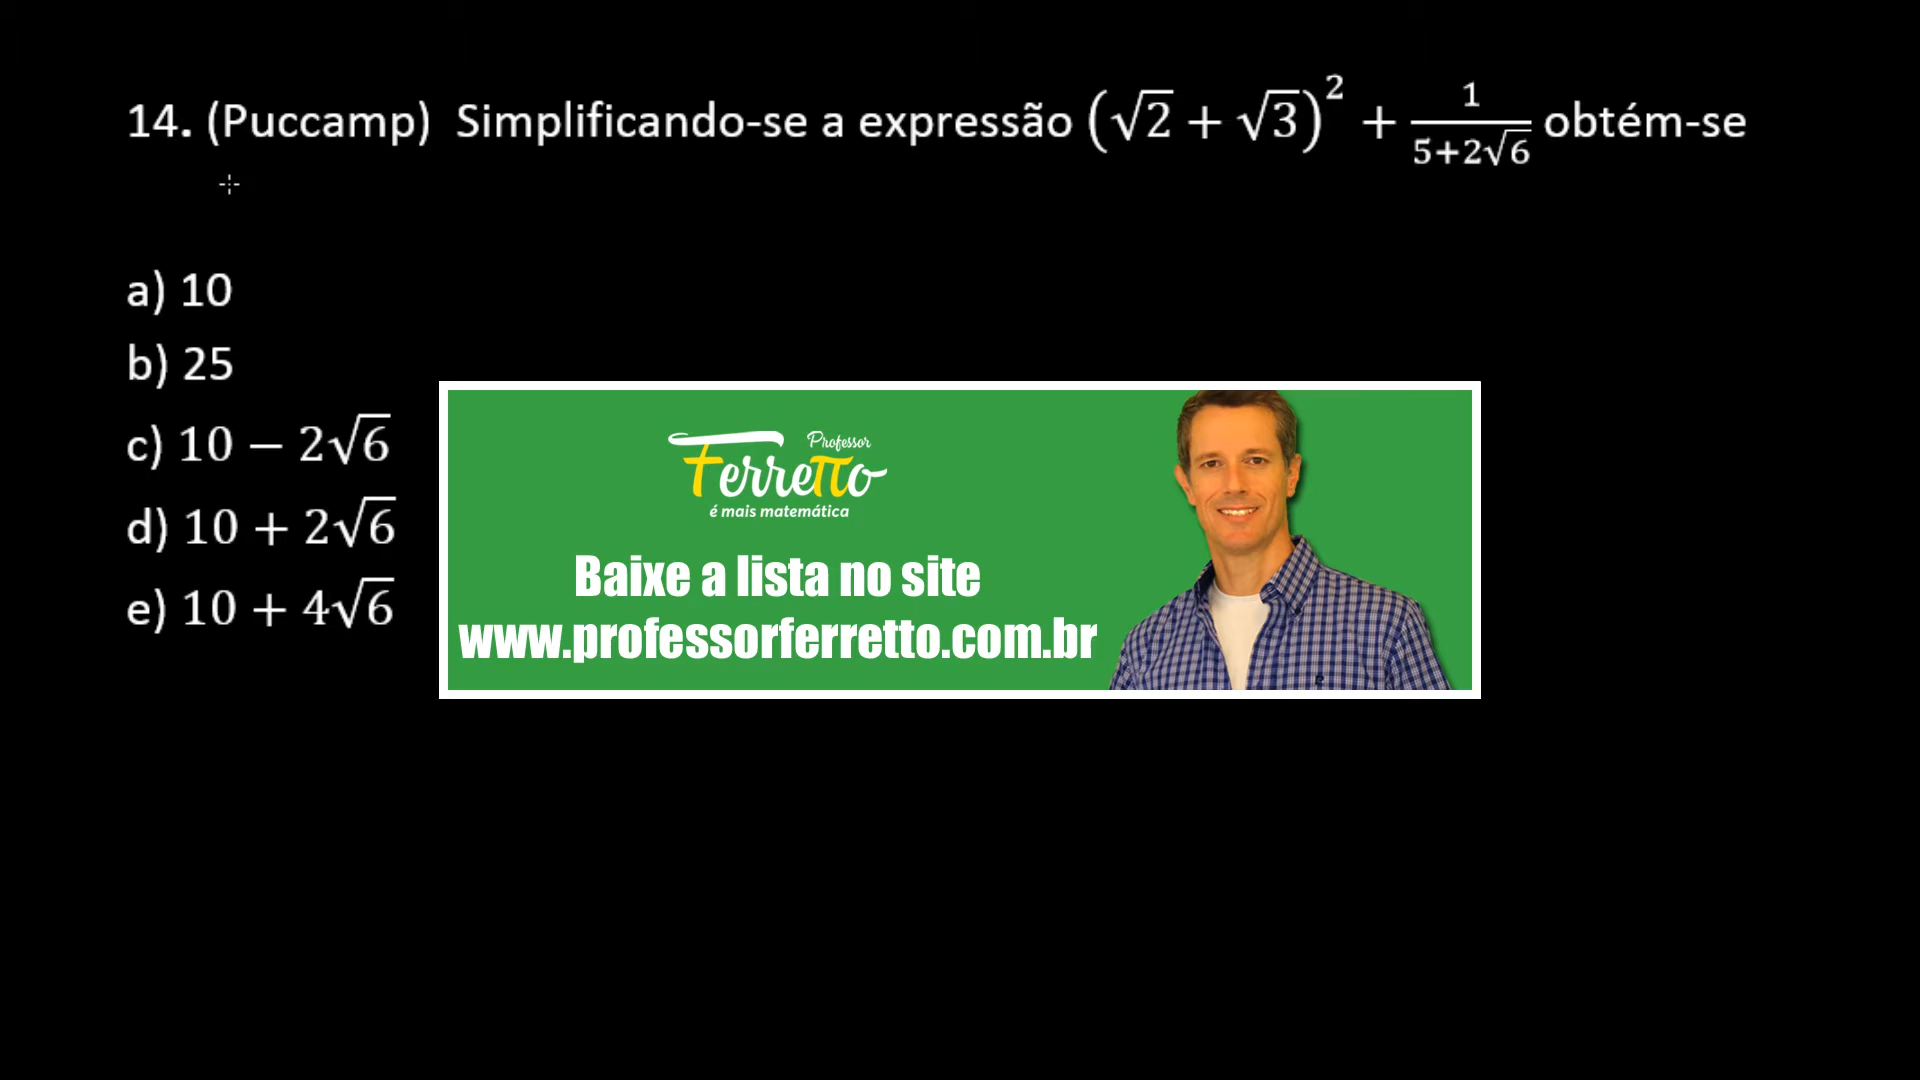 14. (Puccamp) Simplificando-se a expressão (√2 + √3)² + 1/(5+2√6) obtém-se
a) 10
b) 25
c) 10 − 2√6
d) 10 + 2√6
e) 10 + 4√6
Professor
Ferretto
é mais matemática
Baixe a lista no site
www.professorferretto.com.br